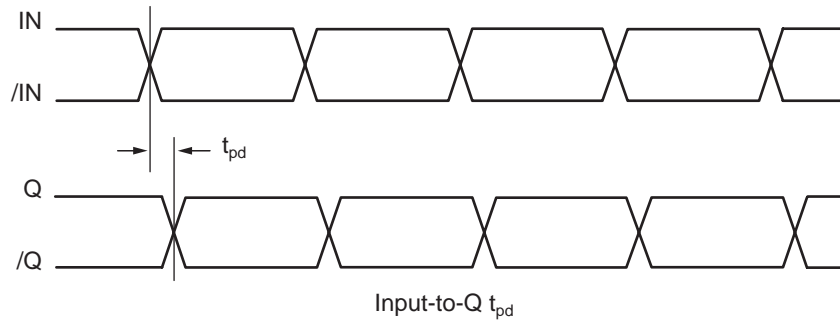 IN
/IN
tpd
Q
/Q
Input-to-Q tpd